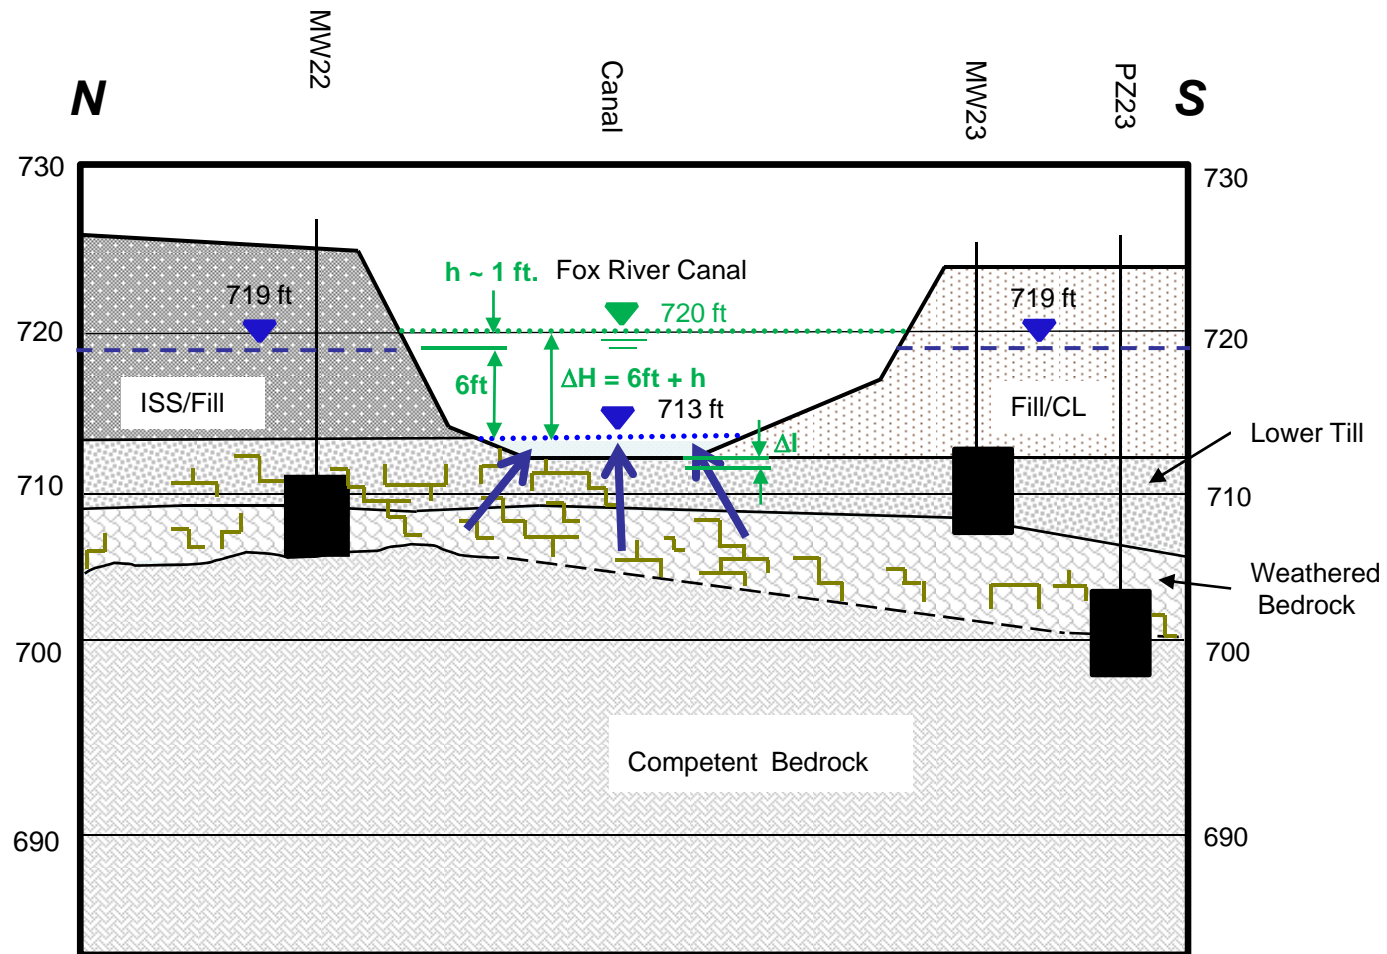 MW22
Canal
MW23
PZ23
N
S
730
730
h ~ 1 ft.
Fox River Canal
719 ft
720 ft
719 ft
720
720
6ft
ΔH = 6ft + h
ISS/Fill
713 ft
Fill/CL
Δl
Lower Till
710
710
Weathered
Bedrock
700
700
Competent Bedrock
690
690